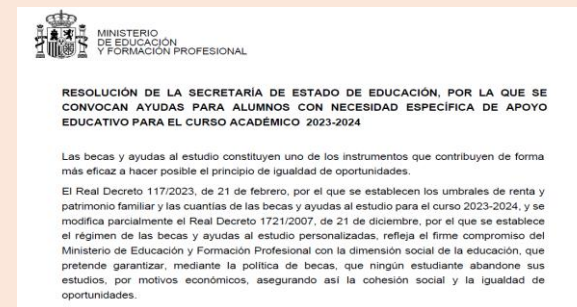 MINISTERIO
DE EDUCACIÓN
Y FORMACIÓN PROFESIONAL
RESOLUCIÓN DE LA SECRETARÍA DE ESTADO DE EDUCACIÓN, POR LA QUE SE
CONVOCAN AYUDAS PARA ALUMNOS CON NECESIDAD ESPECÍFICA DE APOYO
EDUCATIVO PARA EL CURSO ACADÉMICO 2023-2024
Las becas y ayudas al estudio constituyen uno de los instrumentos que contribuyen de forma
más eficaz a hacer posible el principio de igualdad de oportunidades.
El Real Decreto 117/2023, de 21 de febrero, por el que se establecen los umbrales de renta y
patrimonio familiar y las cuantías de las becas y ayudas al estudio para el curso 2023-2024, y se
modifica parcialmente el Real Decreto 1721/2007, de 21 de diciembre, por el que se establece
el régimen de las becas y ayudas al estudio personalizadas, refleja el firme compromiso del
Ministerio de Educación y Formación Profesional con la dimensión social de la educación, que
pretende garantizar, mediante la política de becas, que ningún estudiante abandone sus
estudios, por motivos económicos, asegurando así la cohesión social y la igualdad de
oportunidades.